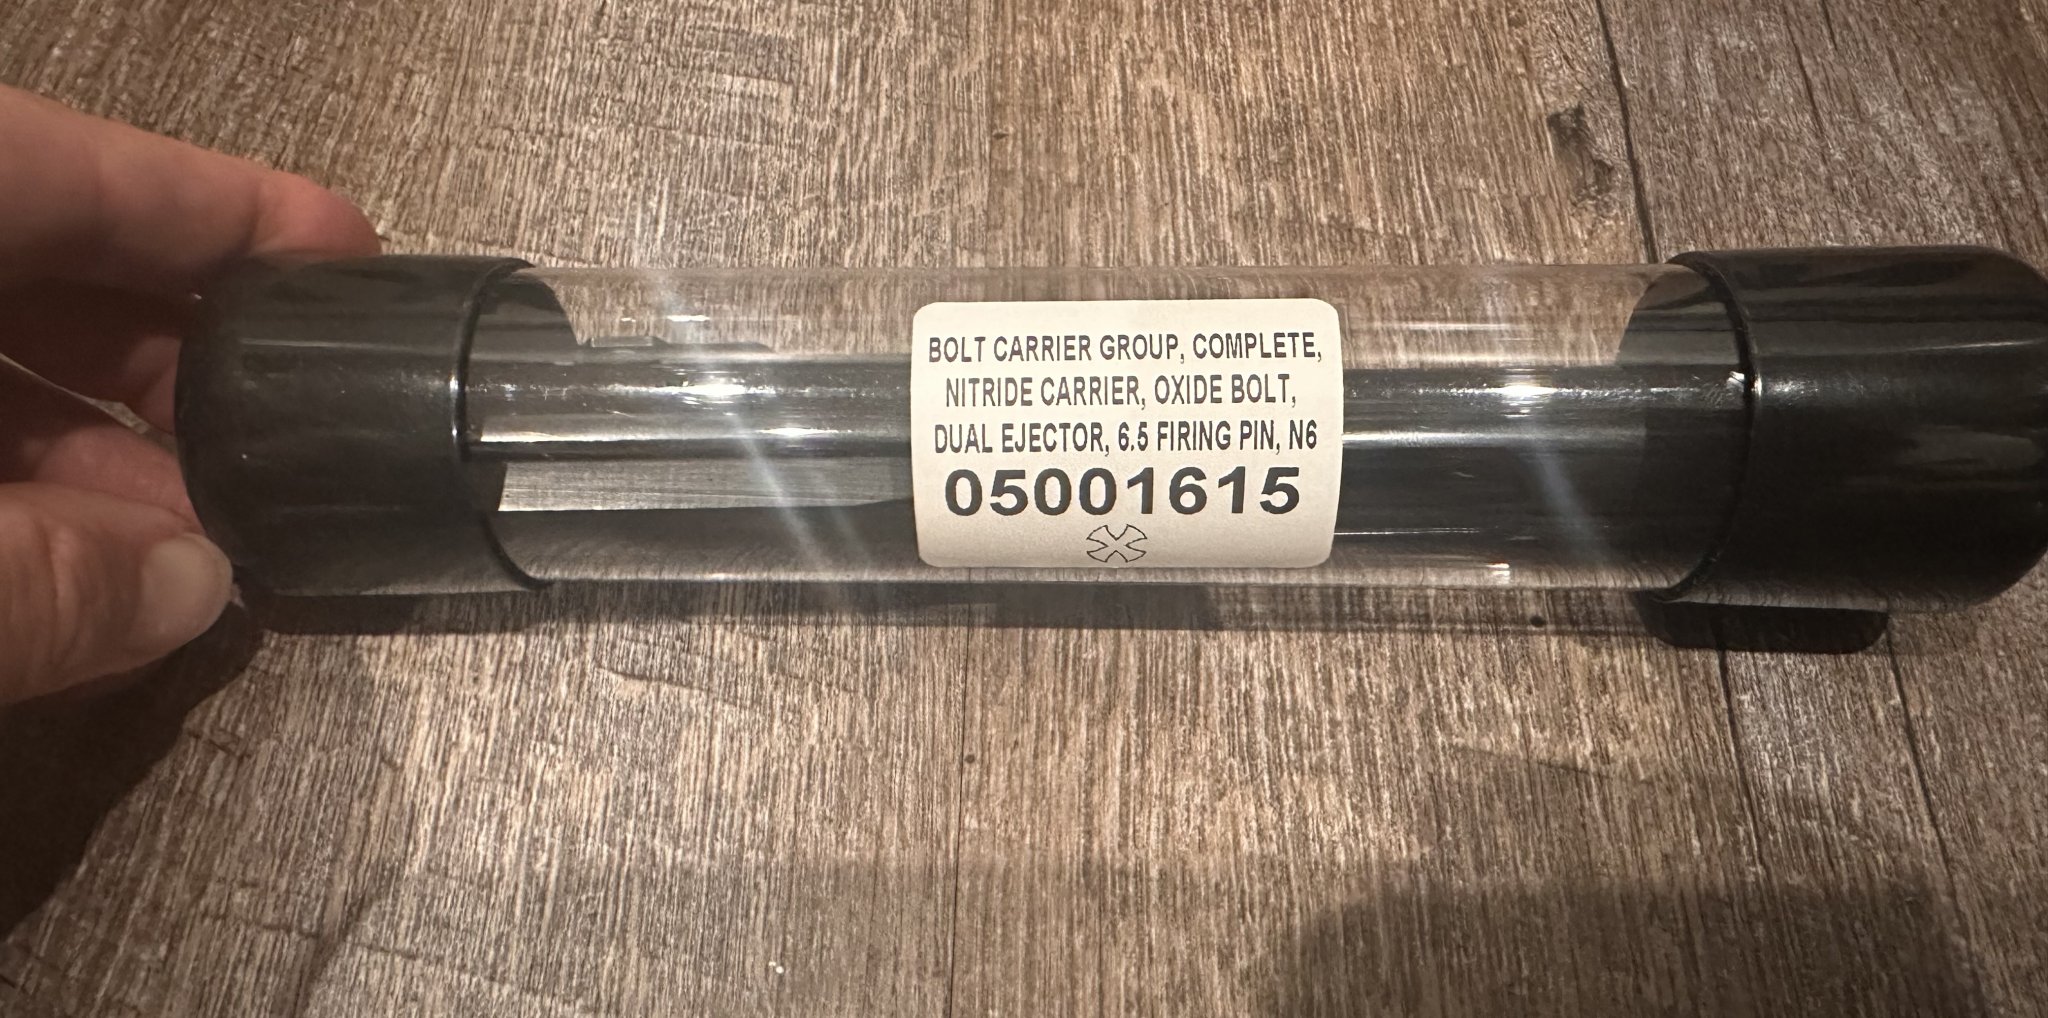 BOLT CARRIER GROUP, COMPLETE,
NITRIDE CARRIER, OXIDE BOLT,
DUAL EJECTOR, 6.5 FIRING PIN, N6
05001615